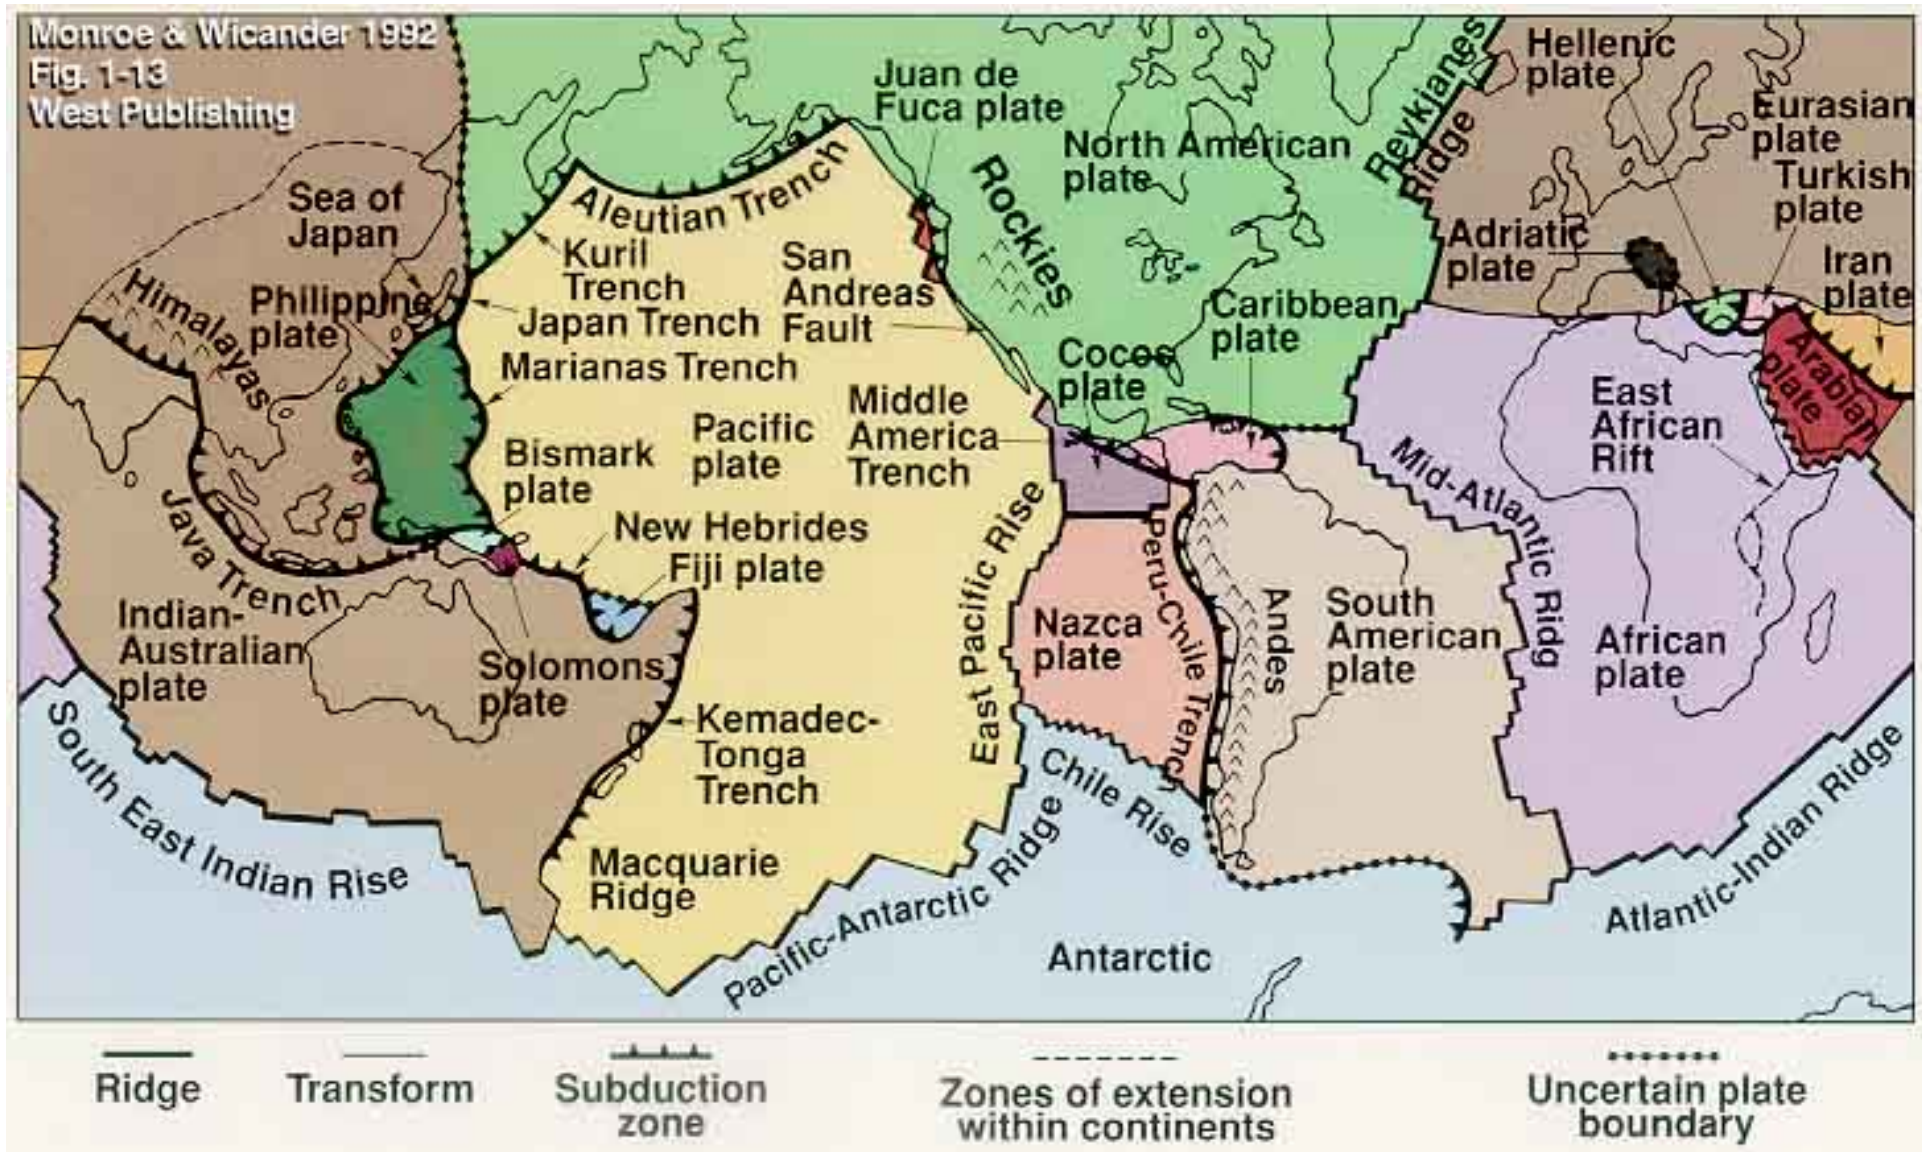 Monroe & Wicander 1992
Fig. 1-13
West Publishing
Sea of
Japan
Himalayas
Philippine
plate
Aleutian Trench
Kuril
Trench
Japan Trench
Marianas Trench
San
Andreas
Fault
Juan de
Fuca plate
Rockies
North American
plate
Reykjanes
Ridge
Hellenic
plate
Eurasian
plate
Turkish
plate
Adriatic
plate
Iran
plate
Arabian
plate
Caribbean
plate
Cocos
plate
Middle
America
Trench
Pacific
plate
Bismark
plate
New Hebrides
Fiji plate
Java Trench
Indian-
Australian
plate
Solomons
plate
Kemadec-
Tonga
Trench
Macquarie
Ridge
South East Indian Rise
East Pacific Rise
Nazca
plate
Peru-Chile Trench
Andes
South
American
plate
Mid-Atlantic Ridg
East
African
Rift
African
plate
Chile Rise
Pacific-Antarctic Ridge
Antarctic
Atlantic-Indian Ridge
Ridge
Transform
Subduction
zone
Zones of extension
within continents
Uncertain plate
boundary